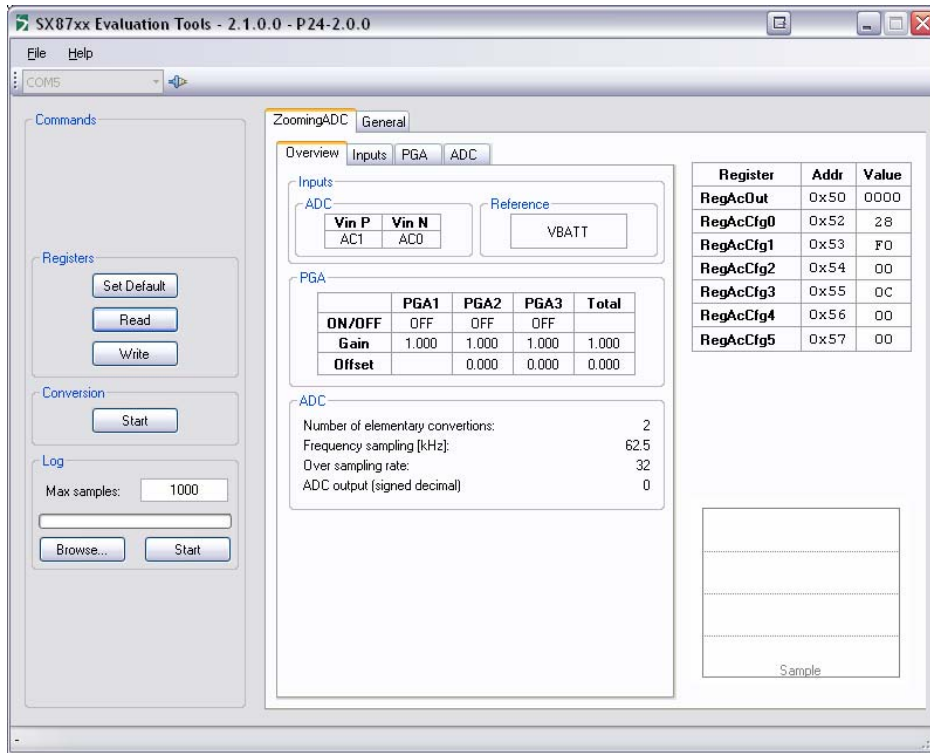 SX87xx Evaluation Tools - 2.1.0.0 - P24-2.0.0
File Help
COM5
Commands
Registers
Set Default
Read
Write
Conversion
Start
Log
Max samples: 1000
Browse... Start
ZoomingADC General
Overview Inputs PGA ADC
Inputs
ADC
Vin P Vin N
AC1 AC0
Reference
VBATT
PGA
PGA1 PGA2 PGA3 Total
ON/OFF OFF OFF OFF
Gain 1.000 1.000 1.000 1.000
Offset 0.000 0.000 0.000
ADC
Number of elementary convertions: 2
Frequency sampling [kHz]: 62.5
Over sampling rate: 32
ADC output (signed decimal) 0
Register Addr Value
RegAcOut 0x50 0000
RegAcCfg0 0x52 28
RegAcCfg1 0x53 F0
RegAcCfg2 0x54 00
RegAcCfg3 0x55 0C
RegAcCfg4 0x56 00
RegAcCfg5 0x57 00
Sample
-